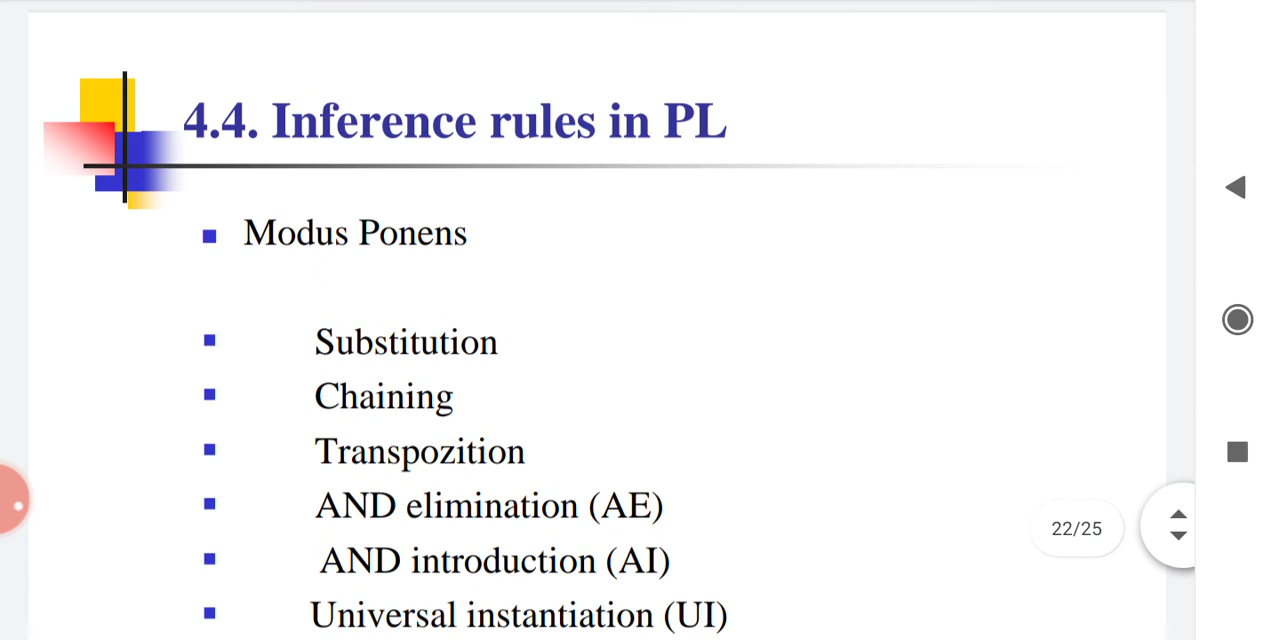 4.4. Inference rules in PL
Modus Ponens
Substitution
Chaining
Transpozition
AND elimination (AE)
AND introduction (AI)
Universal instantiation (UI)
22/25